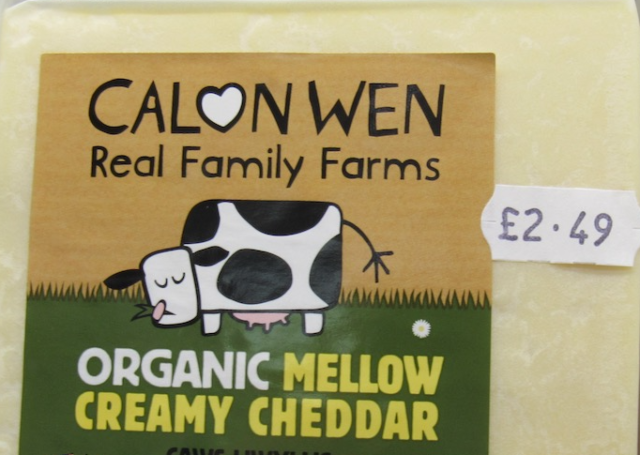 CALON WEN
Real Family Farms
£2.49
ORGANIC MELLOW
CREAMY CHEDDAR